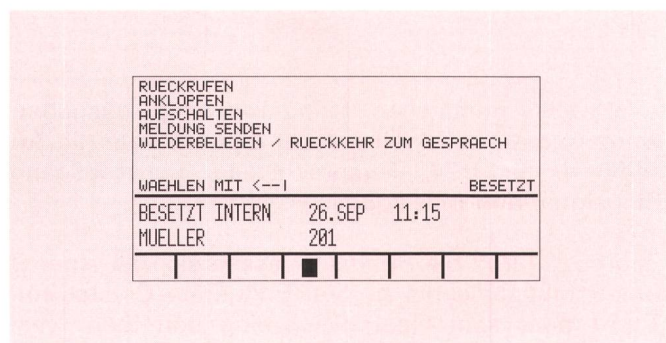 RUECKRUFEN
ANKLOPFEN
AUFSCHALTEN
MELDUNG SENDEN
WIEDERBELEGEN / RUECKKEHR ZUM GESPRAECH
WAEHLEN MIT <--| BESETZT
BESETZT INTERN 26.SEP 11:15
MUELLER 201